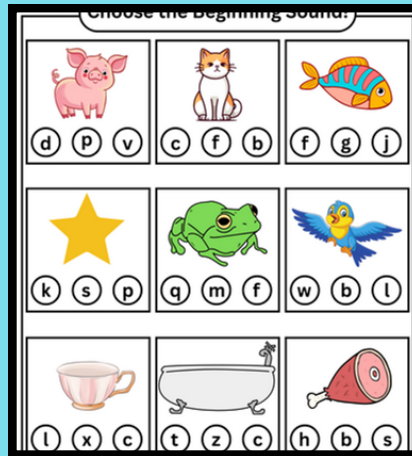 Choose the Beginning Sound!
d p v c f b f g j
k s p q m f w b l
l x c t z c h b s